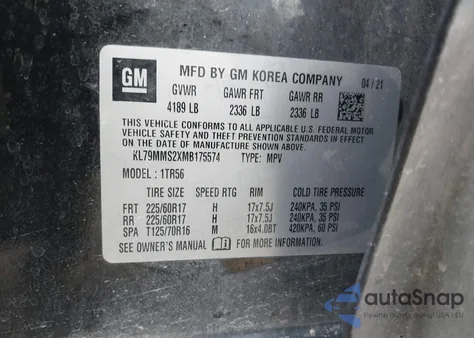 GM
MFD BY GM KOREA COMPANY 04 / 21
GVWR GAWR FRT GAWR RR
4189 LB 2336 LB 2336 LB
THIS VEHICLE CONFORMS TO ALL APPLICABLE U.S. FEDERAL MOTOR
VEHICLE SAFETY AND THEFT PREVENTION STANDARDS IN EFFECT
ON THE DATE OF MANUFACTURE SHOWN ABOVE.
KL79MMS2XMB175574 TYPE: MPV
MODEL : 1TR56
TIRE SIZE SPEED RTG RIM COLD TIRE PRESSURE
FRT 225/60R17 H 17x7.5J 240KPA, 35 PSI
RR 225/60R17 H 17x7.5J 240KPA, 35 PSI
SPA T125/70R16 M 16x4.0BT 420KPA, 60 PSI
SEE OWNER'S MANUAL FOR MORE INFORMATION
autoSnap